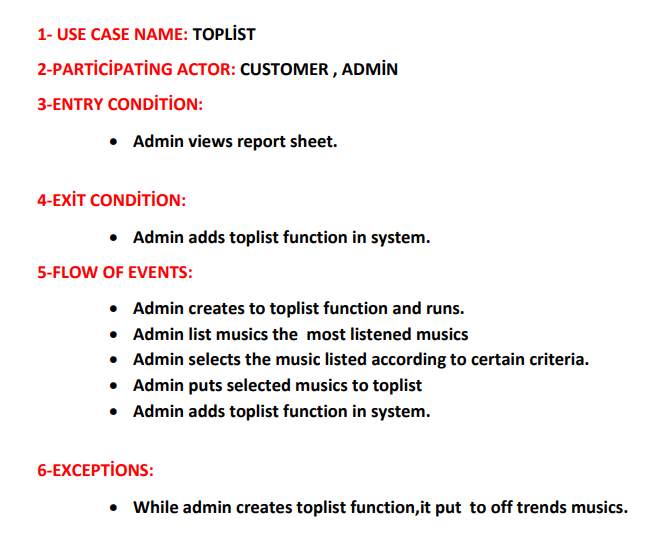 1- USE CASE NAME: TOPLİST
2-PARTİCİPATİNG ACTOR: CUSTOMER , ADMİN
3-ENTRY CONDİTİON:
• Admin views report sheet.
4-EXİT CONDİTİON:
• Admin adds toplist function in system.
5-FLOW OF EVENTS:
• Admin creates to toplist function and runs.
• Admin list musics the  most listened musics
• Admin selects the music listed according to certain criteria.
• Admin puts selected musics to toplist
• Admin adds toplist function in system.
6-EXCEPTİONS:
• While admin creates toplist function,it put  to off trends musics.